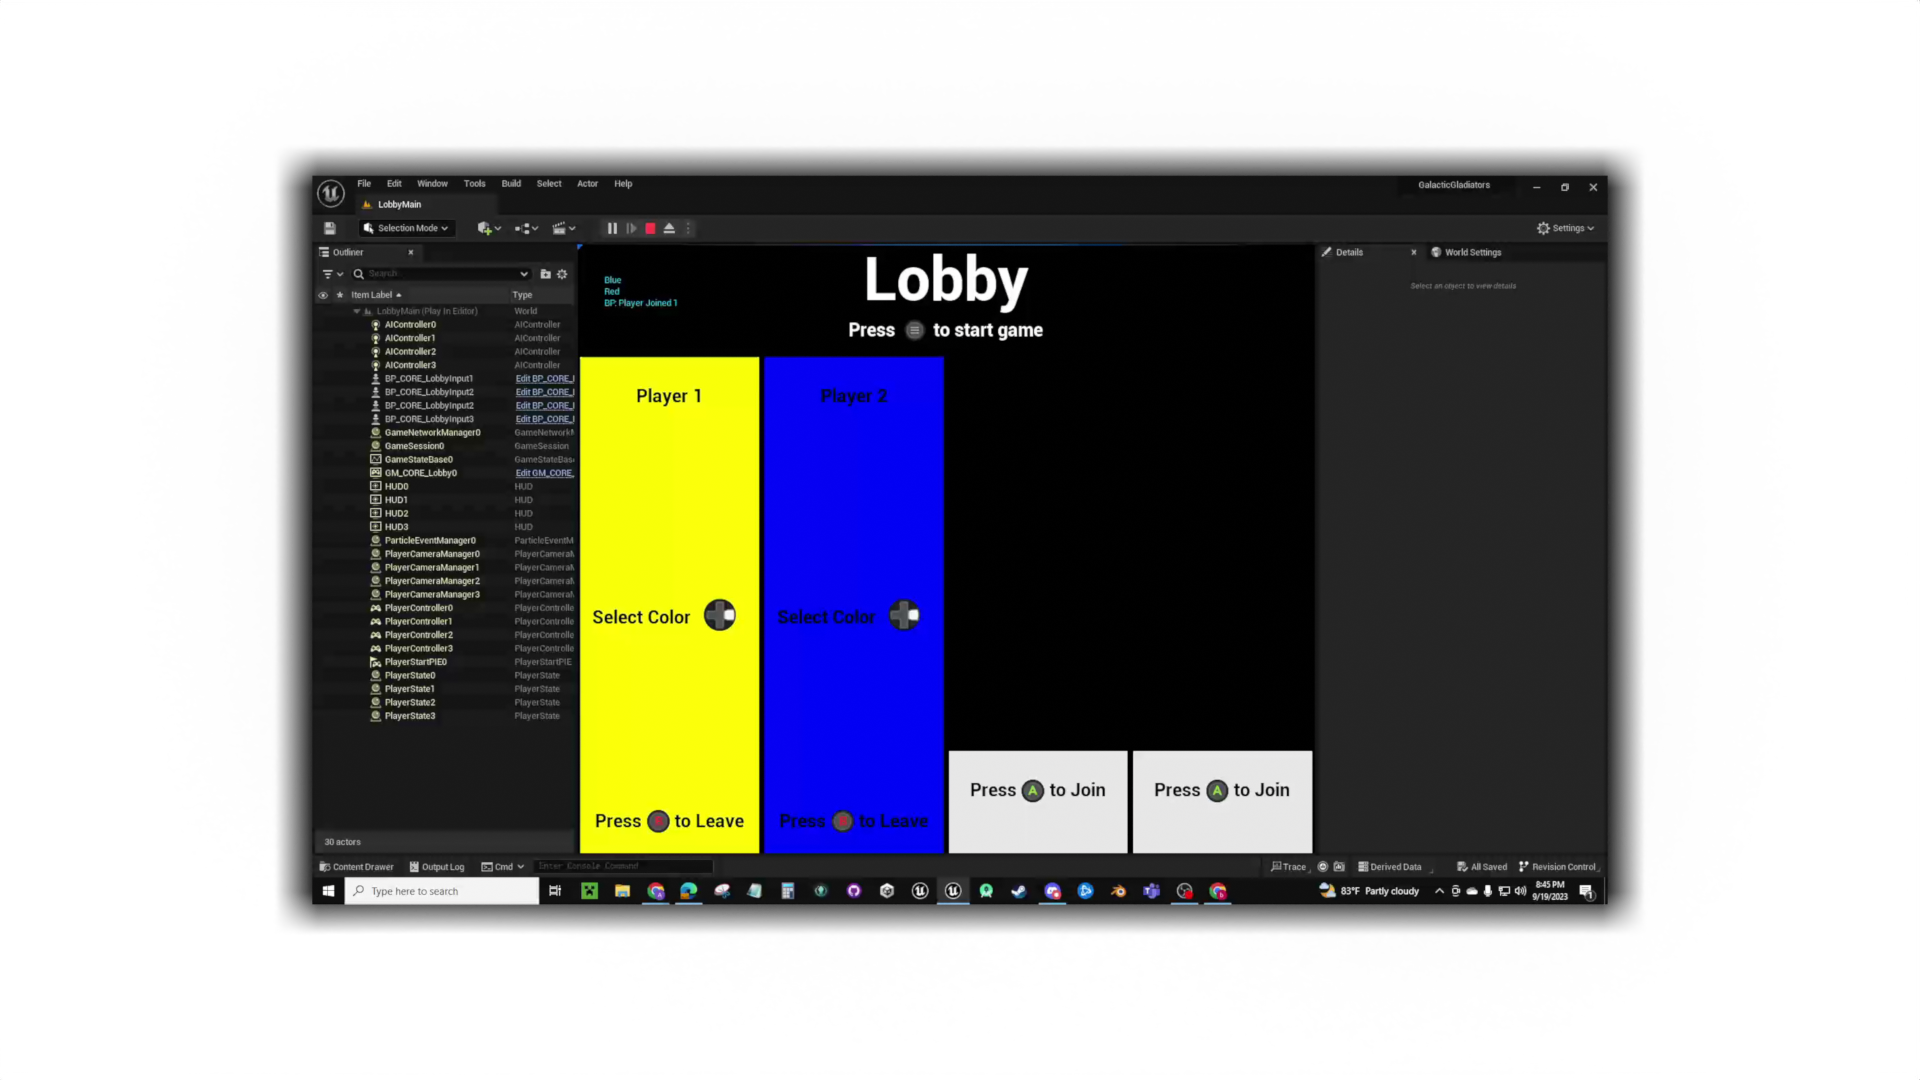 File Edit Window Tools Build Select Actor Help
GalacticGladiators
LobbyMain
Selection Mode
Settings
Outliner
Details
World Settings
Search...
Select an object to view details
Item Label Type
LobbyMain (Play In Editor) World
AIController0 AIController
AIController1 AIController
AIController2 AIController
AIController3 AIController
BP_CORE_LobbyInput1 Edit BP_CORE_
BP_CORE_LobbyInput2 Edit BP_CORE_
BP_CORE_LobbyInput2 Edit BP_CORE_
BP_CORE_LobbyInput3 Edit BP_CORE_
GameNetworkManager0 GameNetwork
GameSession0 GameSession
GameStateBase0 GameStateBas
GM_CORE_Lobby0 Edit GM_CORE_
HUD0 HUD
HUD1 HUD
HUD2 HUD
HUD3 HUD
ParticleEventManager0 ParticleEventM
PlayerCameraManager0 PlayerCamera
PlayerCameraManager1 PlayerCamera
PlayerCameraManager2 PlayerCamera
PlayerCameraManager3 PlayerCamera
PlayerController0 PlayerControlle
PlayerController1 PlayerControlle
PlayerController2 PlayerControlle
PlayerController3 PlayerControlle
PlayerStartPIE0 PlayerStartPIE
PlayerState0 PlayerState
PlayerState1 PlayerState
PlayerState2 PlayerState
PlayerState3 PlayerState
30 actors
Blue
Red
BP: Player Joined 1
Lobby
Press to start game
Player 1
Select Color
Press to Leave
Player 2
Select Color
Press to Leave
Press A to Join
Press A to Join
Content Drawer Output Log Cmd Enter Console Command
Trace Derived Data All Saved Revision Control
Type here to search
83°F Partly cloudy
8:45 PM
9/19/2023